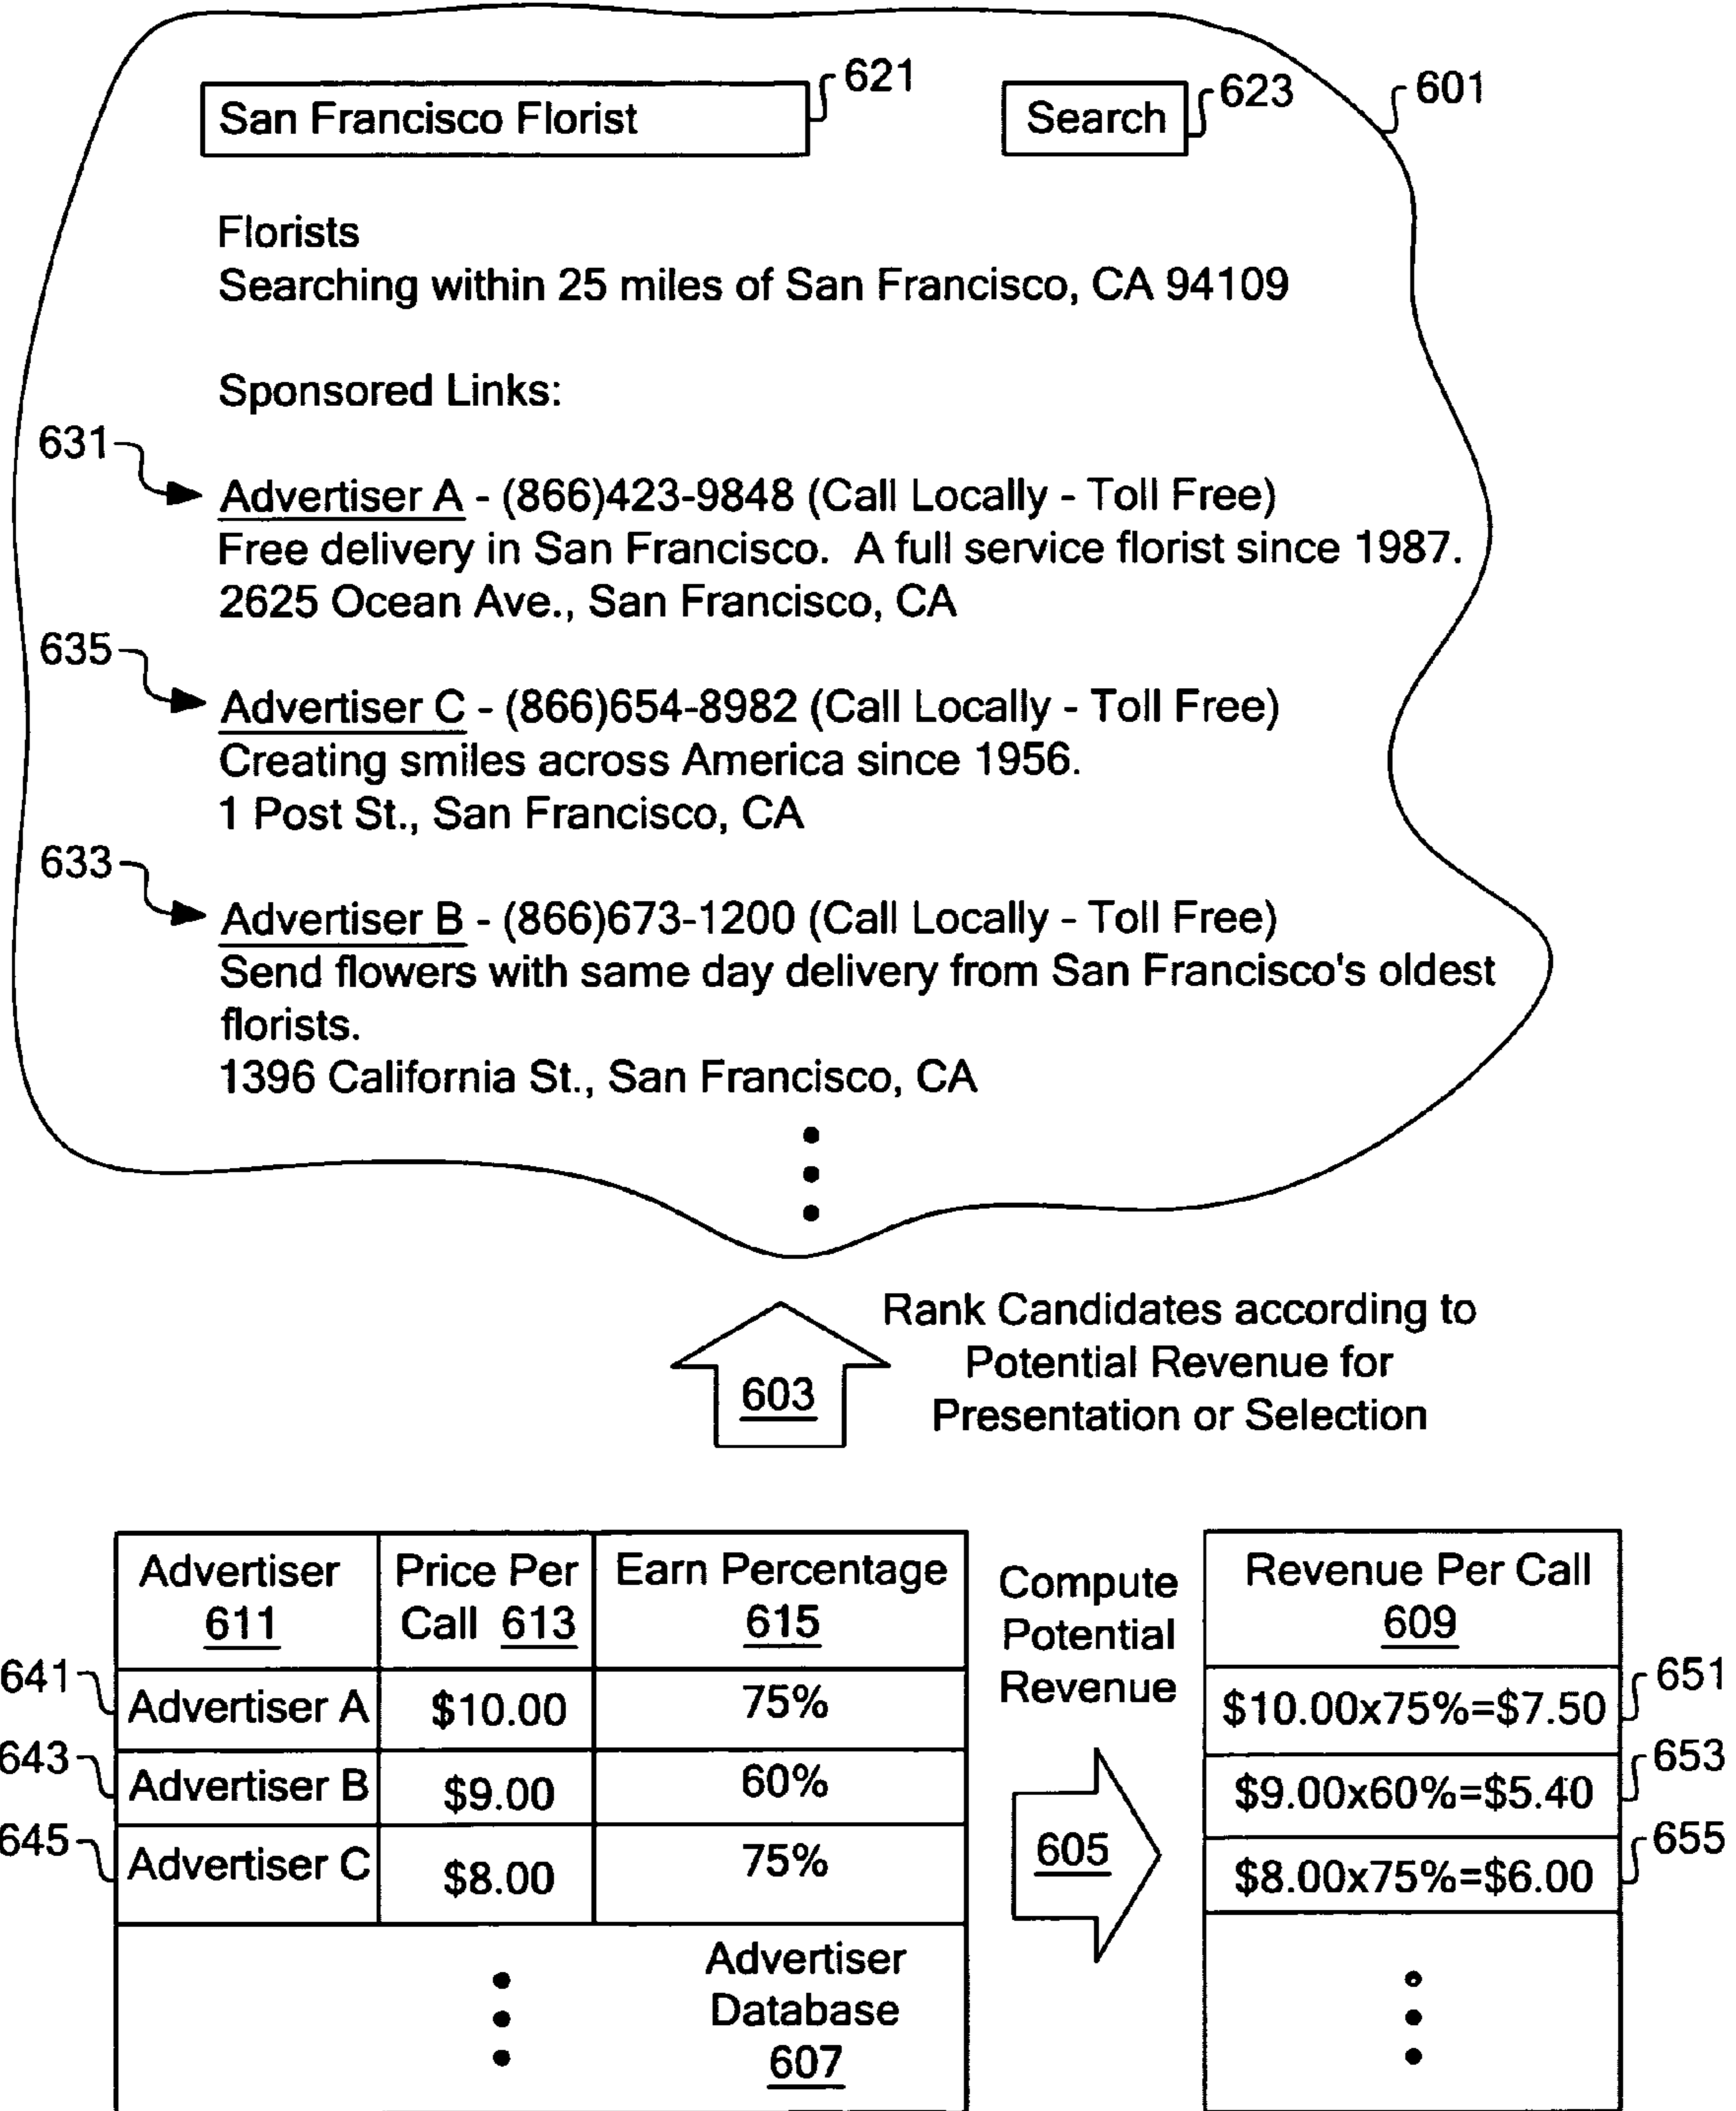 621
San Francisco Florist
Search
623
601
Florists
Searching within 25 miles of San Francisco, CA 94109
Sponsored Links:
631
Advertiser A - (866)423-9848 (Call Locally - Toll Free)
Free delivery in San Francisco. A full service florist since 1987.
2625 Ocean Ave., San Francisco, CA
635
Advertiser C - (866)654-8982 (Call Locally - Toll Free)
Creating smiles across America since 1956.
1 Post St., San Francisco, CA
633
Advertiser B - (866)673-1200 (Call Locally - Toll Free)
Send flowers with same day delivery from San Francisco's oldest
florists.
1396 California St., San Francisco, CA
603
Rank Candidates according to
Potential Revenue for
Presentation or Selection
Advertiser
611
Price Per
Call 613
Earn Percentage
615
641
Advertiser A
$10.00
75%
643
Advertiser B
$9.00
60%
645
Advertiser C
$8.00
75%
Advertiser
Database
607
Compute
Potential
Revenue
605
Revenue Per Call
609
$10.00x75%=$7.50
651
$9.00x60%=$5.40
653
$8.00x75%=$6.00
655